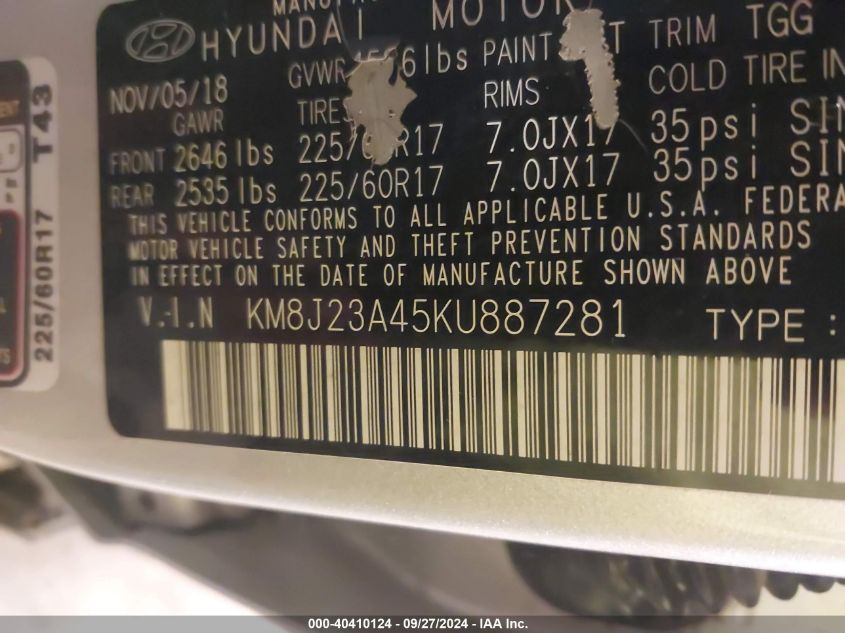 HYUNDAI MOTOR
NOV/05/18 GVWR lbs PAINT TRIM TGG
GAWR TIRE RIMS COLD TIRE
FRONT 2646 lbs 7.0JX17 35psi
REAR 2535 lbs 225/60R17 7.0JX17 35psi
THIS VEHICLE CONFORMS TO ALL APPLICABLE U.S.A. FEDERA
MOTOR VEHICLE SAFETY AND THEFT PREVENTION STANDARDS
IN EFFECT ON THE DATE OF MANUFACTURE SHOWN ABOVE
V.-I.N KM8J23A45KU887281 TYPE :
225/60R17 T43
000-40410124 - 09/27/2024 - IAA Inc.